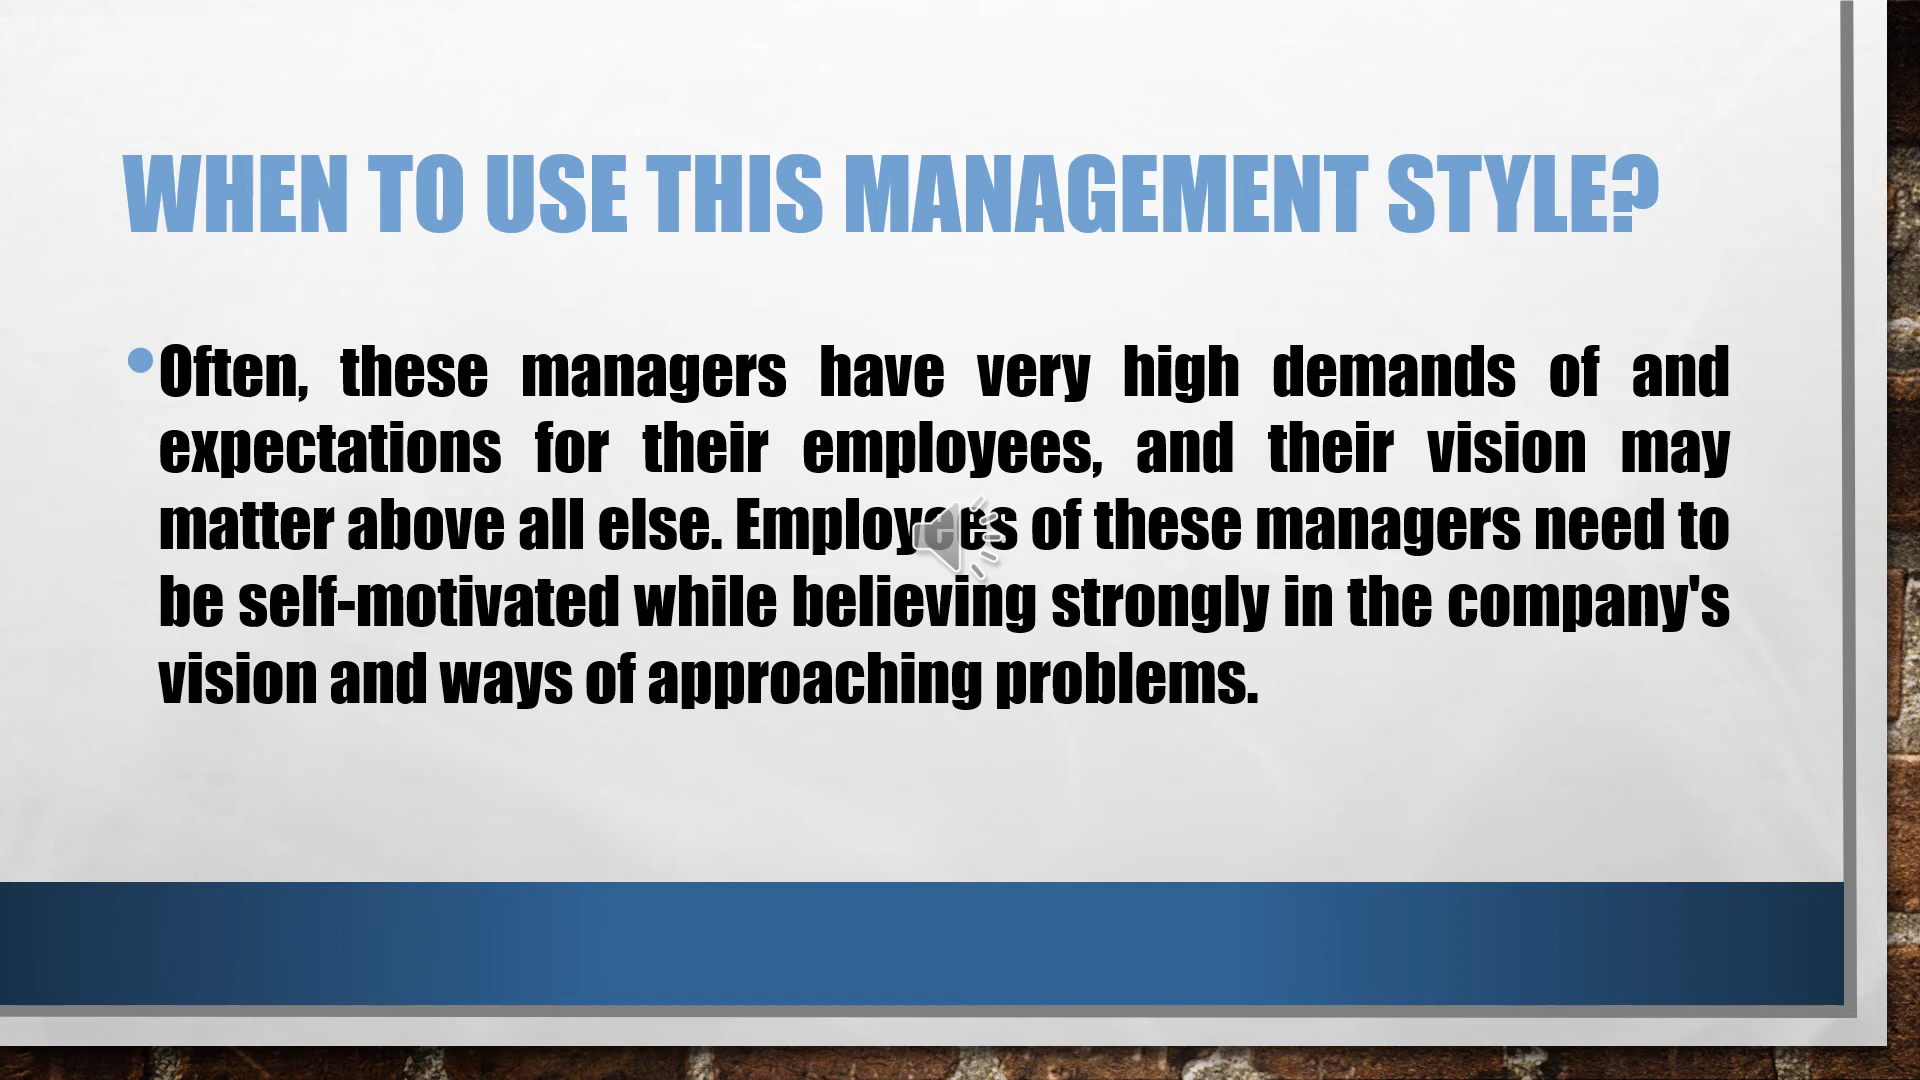 WHEN TO USE THIS MANAGEMENT STYLE?
•Often, these managers have very high demands of and
expectations for their employees, and their vision may
matter above all else. Employees of these managers need to
be self-motivated while believing strongly in the company's
vision and ways of approaching problems.